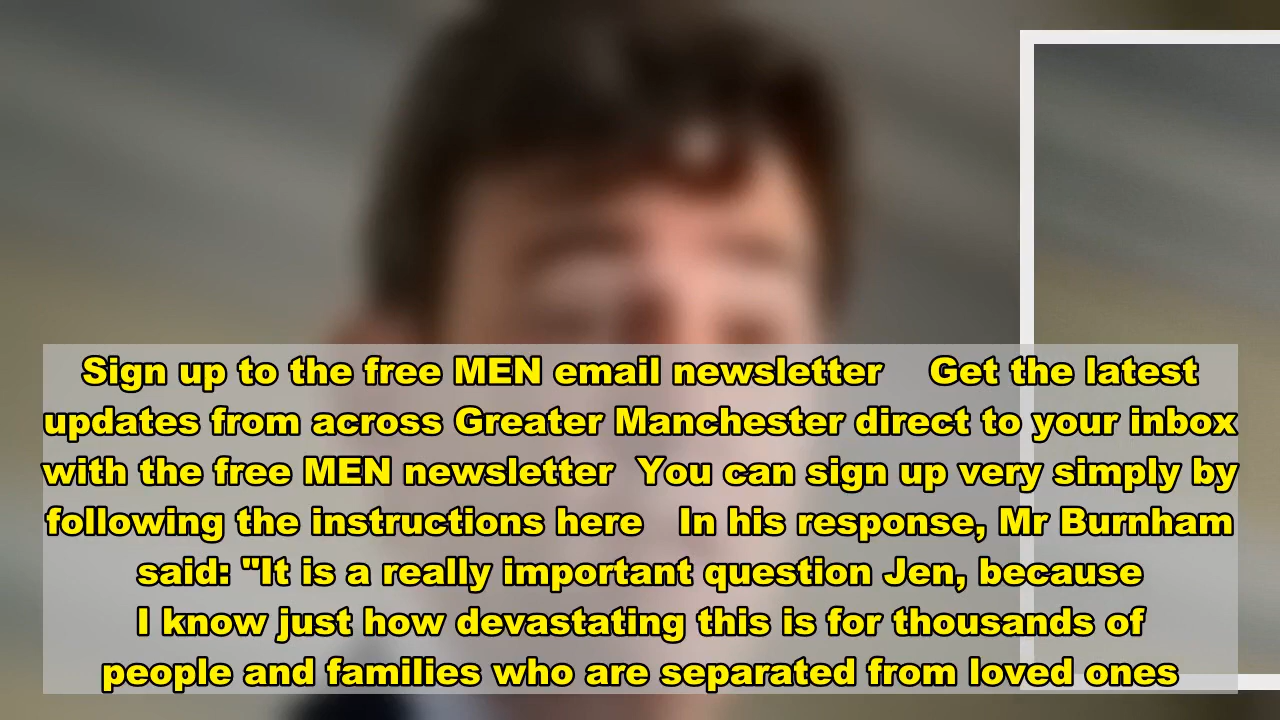 Sign up to the free MEN email newsletter Get the latest
updates from across Greater Manchester direct to your inbox
with the free MEN newsletter You can sign up very simply by
following the instructions here In his response, Mr Burnham
said: "It is a really important question Jen, because
I know just how devastating this is for thousands of
people and families who are separated from loved ones